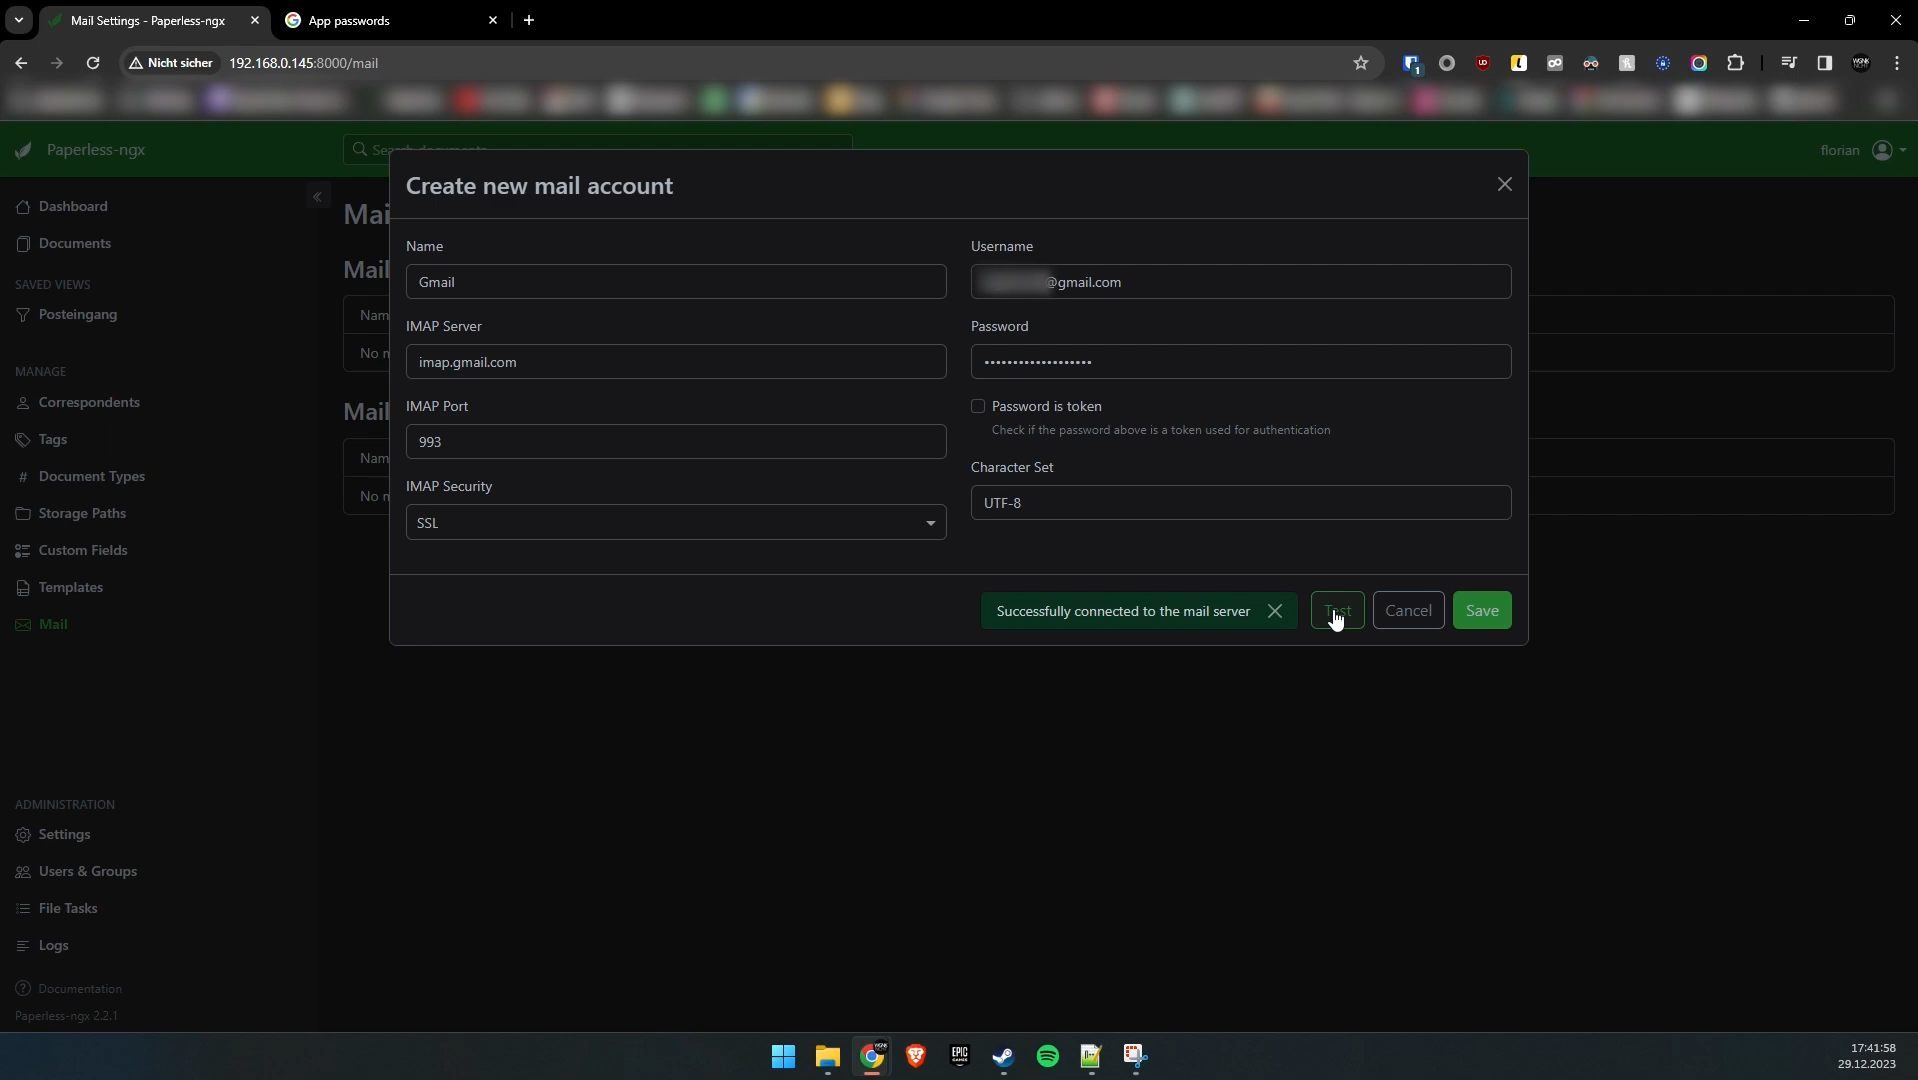 Mail Settings - Paperless-ngx
App passwords
Nicht sicher
192.168.0.145:8000/mail
Paperless-ngx
florian
Create new mail account
Dashboard
Documents
SAVED VIEWS
Posteingang
MANAGE
Correspondents
Tags
# Document Types
Storage Paths
Custom Fields
Templates
Mail
ADMINISTRATION
Settings
Users & Groups
File Tasks
Logs
Documentation
Paperless-ngx 2.2.1
Name
Gmail
IMAP Server
imap.gmail.com
IMAP Port
993
IMAP Security
SSL
Username
@gmail.com
Password
•••••••••••••••••••
Password is token
Check if the password above is a token used for authentication
Character Set
UTF-8
Successfully connected to the mail server
Test
Cancel
Save
EPIC GAMES
17:41:58
29.12.2023